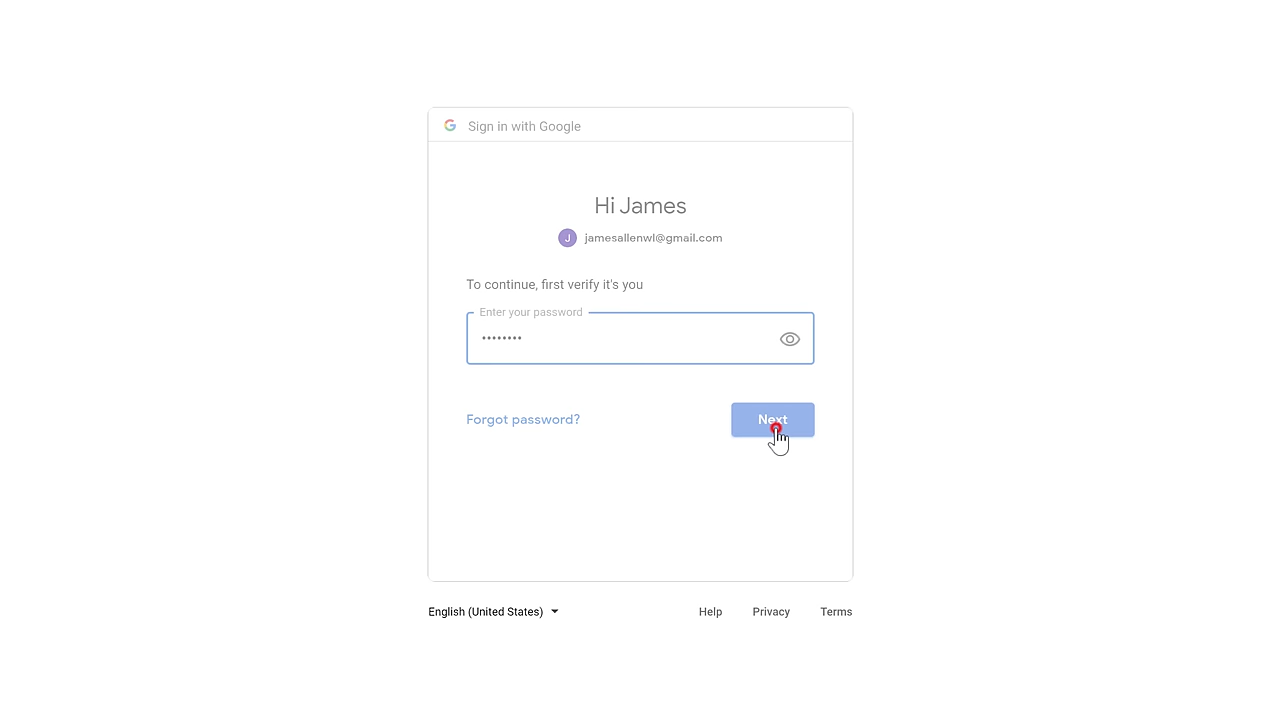 Sign in with Google
Hi James
J jamesallenwl@gmail.com
To continue, first verify it's you
Enter your password
••••••••
Forgot password? Next
English (United States) Help Privacy Terms